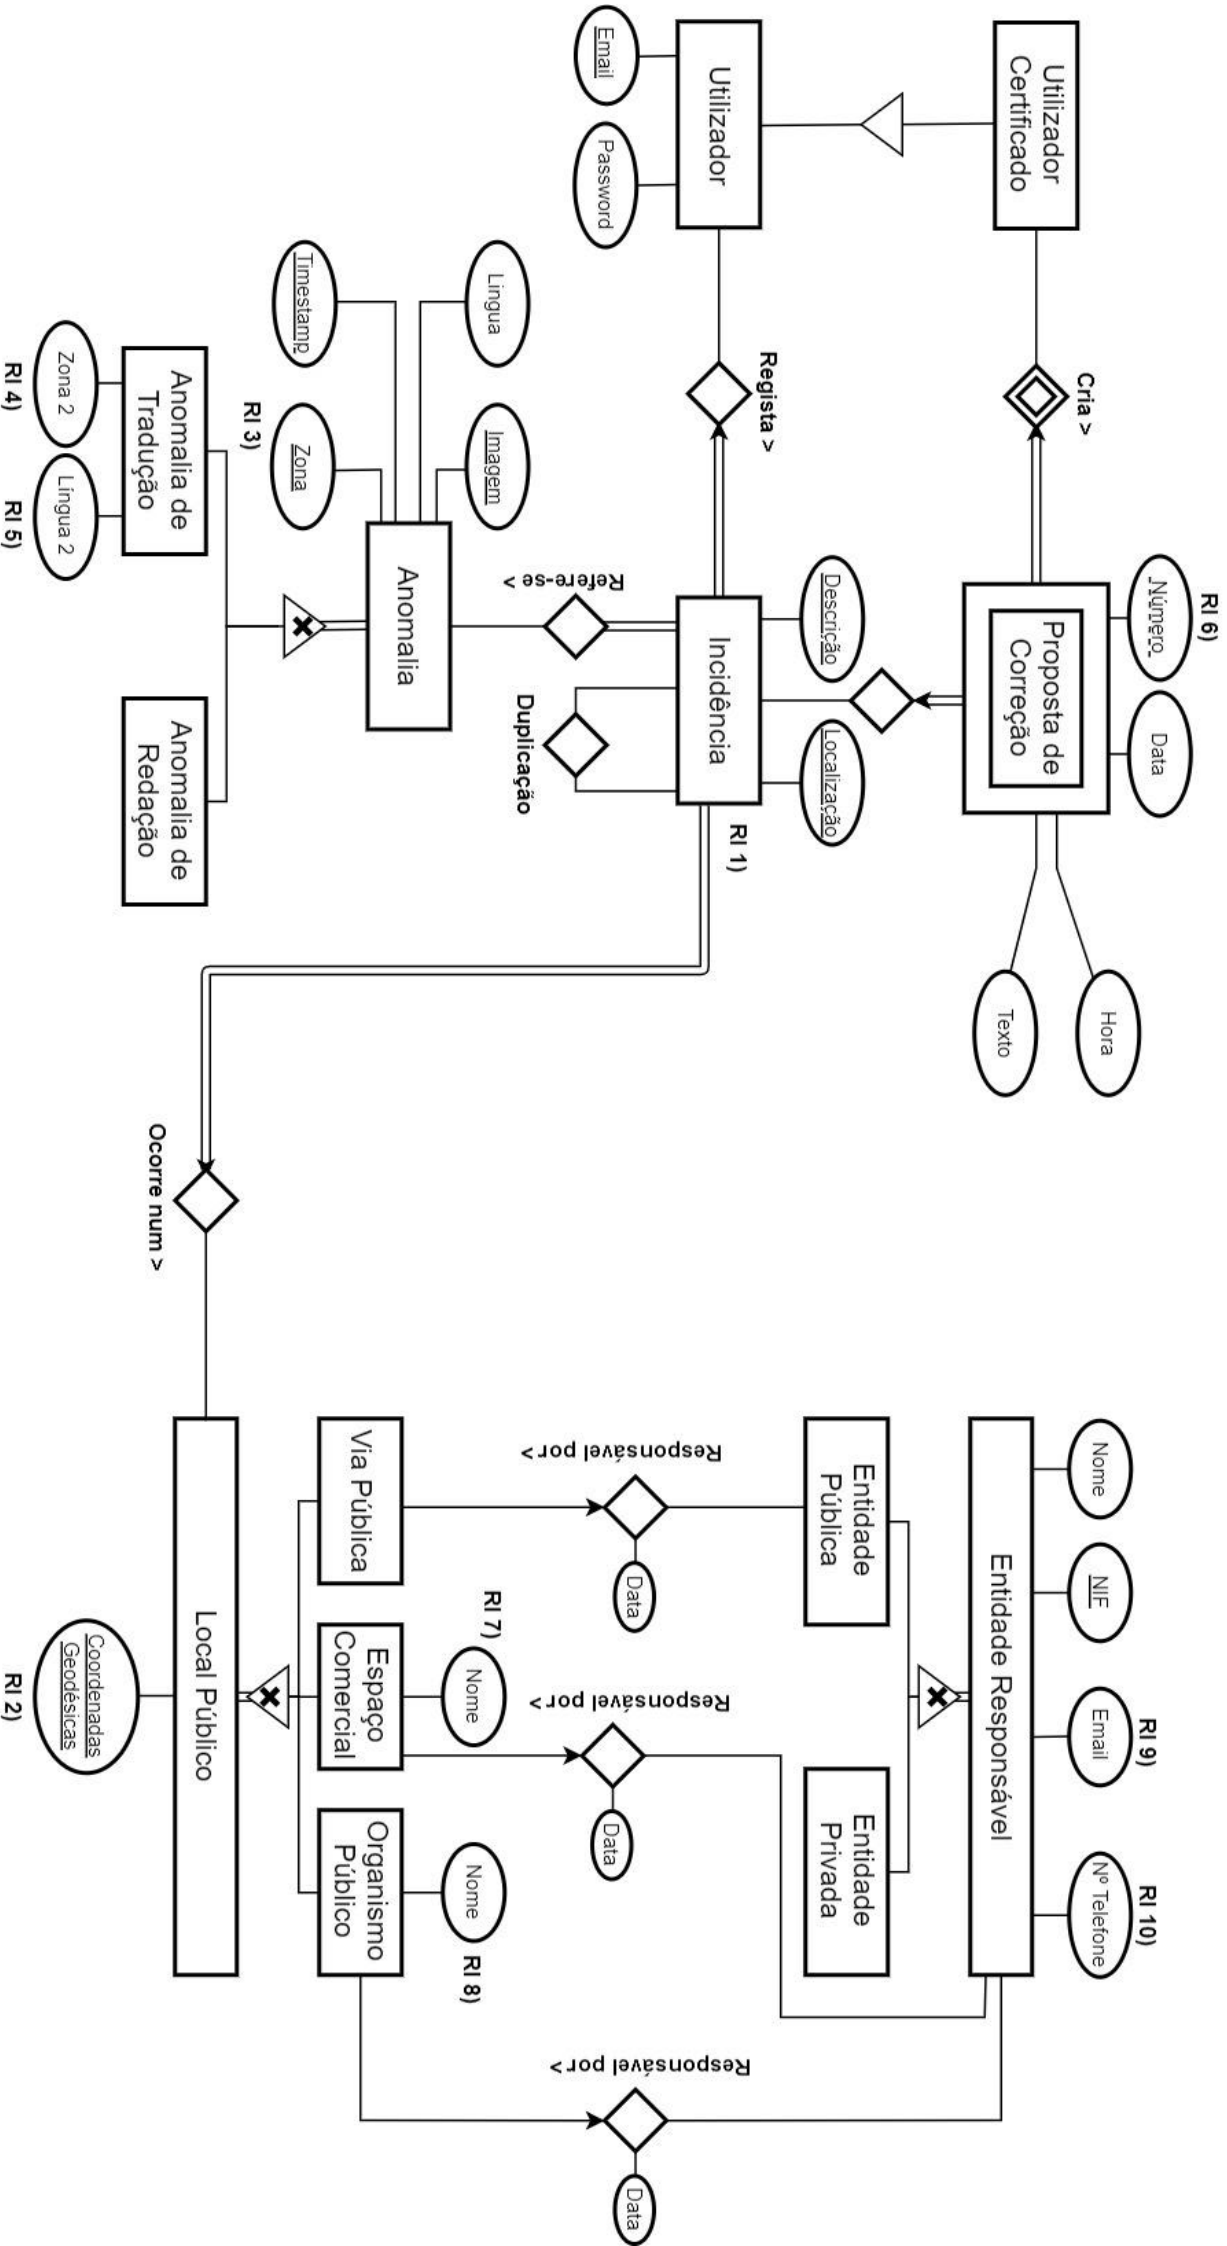 Utilizador
Certificado
Cria >
RI 6)
Número
Data
Proposta de
Correção
Hora
Texto
Email
Password
Utilizador
Regista >
Descrição
Localização
Incidência
RI 1)
Refere-se >
Duplicação
Timestamp
Lingua
Zona
RI 3)
Imagem
Anomalia
Anomalia de
Tradução
Zona 2
RI 4)
Língua 2
RI 5)
Anomalia de
Redação
Ocorre num >
Nome
NIF
Email
RI 9)
Nº Telefone
RI 10)
Entidade Responsável
Entidade
Pública
Entidade
Privada
Responsável por >
Data
Responsável por >
Data
Responsável por >
Data
Via Pública
Espaço
Comercial
Nome
RI 7)
Organismo
Público
Nome
RI 8)
Local Público
Coordenadas
Geodésicas
RI 2)